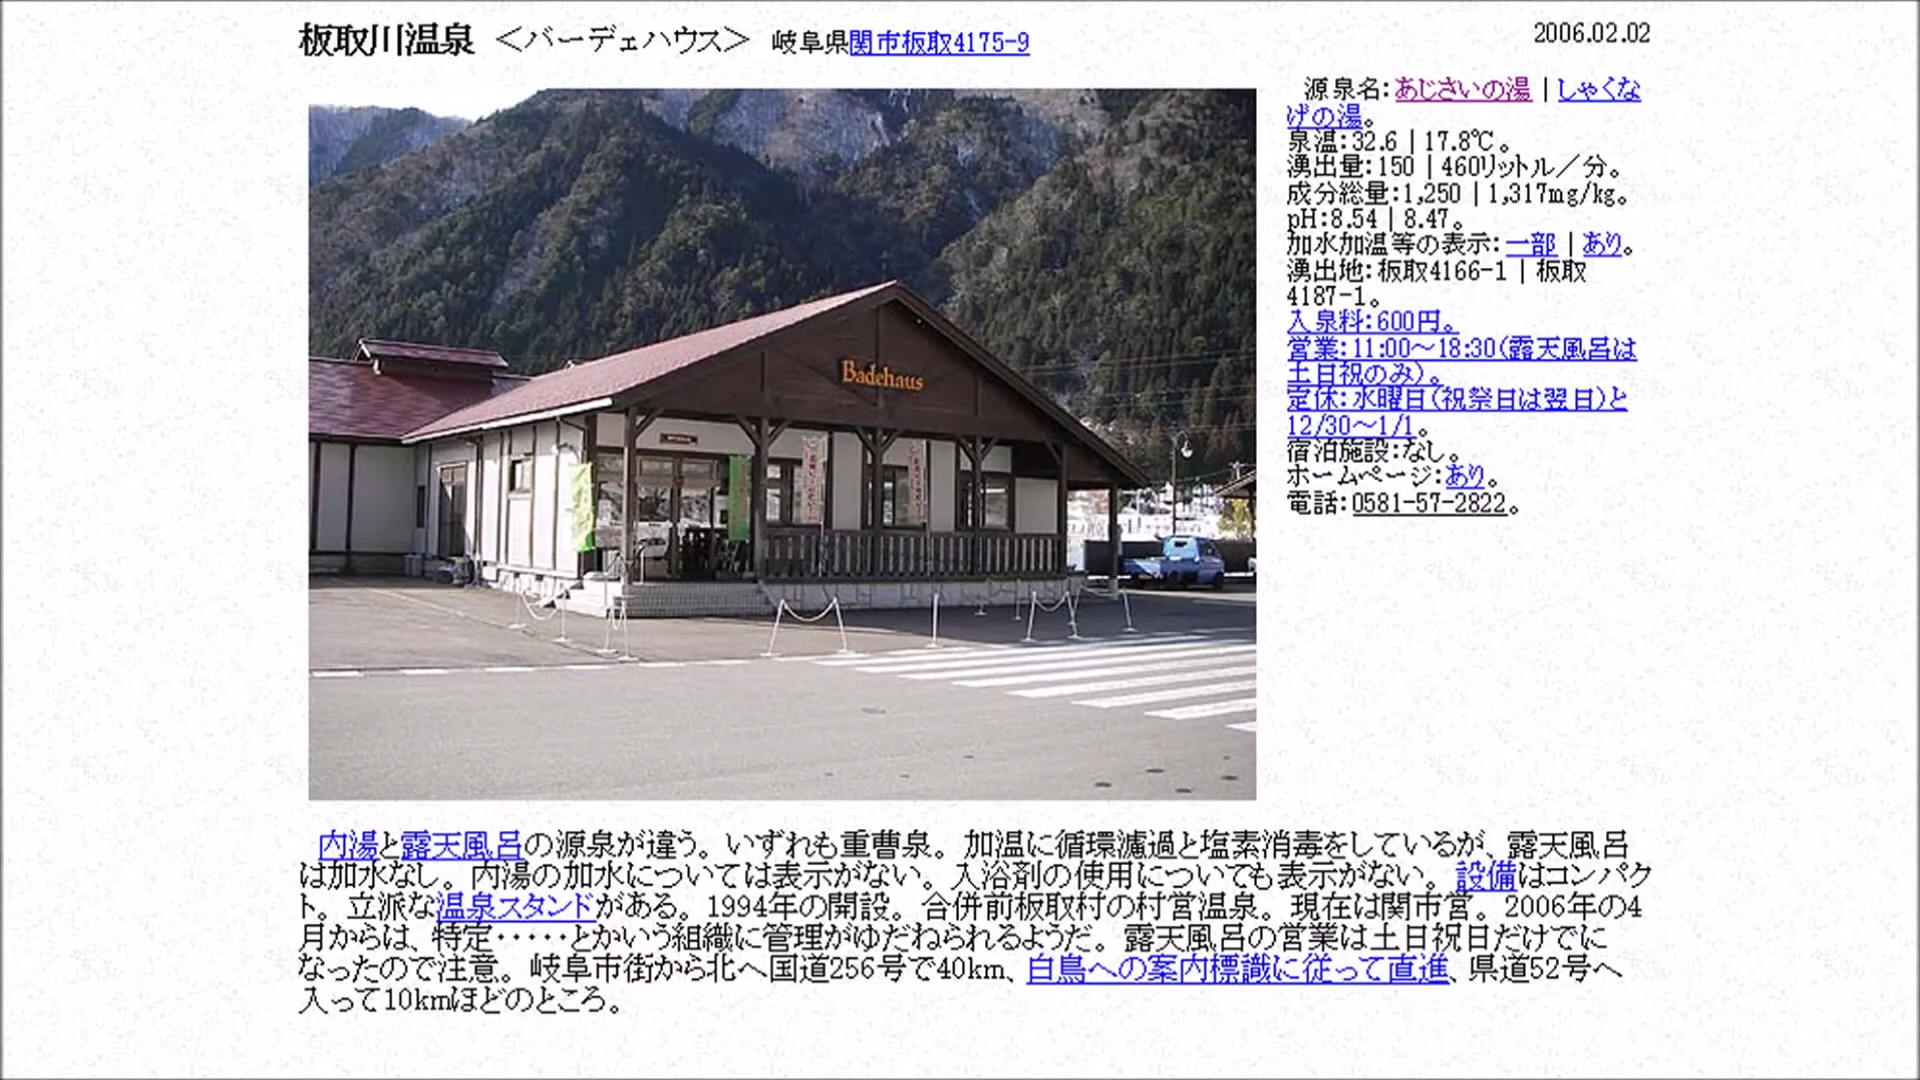 板取川温泉 ＜バーデェハウス＞ 岐阜県関市板取4175-9
2006.02.02
源泉名：あじさいの湯｜しゃくな
げの湯。
泉温：32.6｜17.8℃。
湧出量：150｜460リットル／分。
成分総量：1,250｜1,317mg/kg。
pH：8.54｜8.47。
加水加温等の表示：一部｜あり。
湧出地：板取4166-1｜板取
4187-1。
入泉料：600円。
営業：11:00～18:30（露天風呂は
土日祝のみ）。
定休：水曜日（祝祭日は翌日）と
12/30～1/1。
宿泊施設：なし。
ホームページ：あり。
電話：0581-57-2822。
Badehaus
内湯と露天風呂の源泉が違う。いずれも重曹泉。加温に循環濾過と塩素消毒をしているが、露天風呂
は加水なし。内湯の加水については表示がない。入浴剤の使用についても表示がない。設備はコンパク
ト。立派な温泉スタンドがある。1994年の開設。合併前板取村の村営温泉。現在は関市営。2006年の4
月からは、特定・・・・・とかいう組織に管理がゆだねられるようだ。露天風呂の営業は土日祝日だけでに
なったので注意。岐阜市街から北へ国道256号で40km、白鳥への案内標識に従って直進、県道52号へ
入って10kmほどのところ。